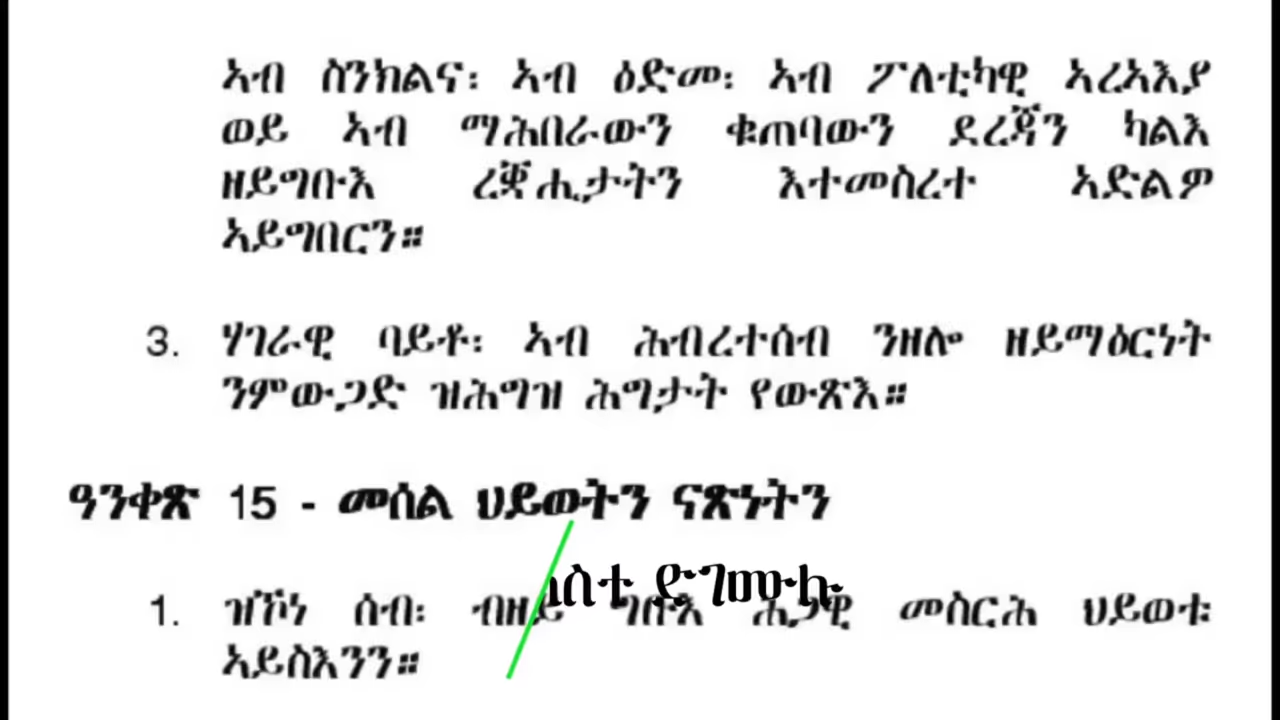 ኣብ ስንክልና፡ ኣብ ዕድመ፡ ኣብ ፖለቲካዊ ኣረኣእያ
ወይ ኣብ ማሕበራውን ቁጠባውን ደረጃን ካልእ
ዘይግቡእ ረቛሒታትን እተመስረተ ኣድልዎ
ኣይግበርን።
3. ሃገራዊ ባይቶ፡ ኣብ ሕብረተሰብ ንዘሎ ዘይማዕርነት
ንምውጋድ ዝሕግዝ ሕግታት የውጽእ።
ዓንቀጽ 15 - መሰል ህይወትን ናጽነትን
1. ዝኾነ ሰብ፡ ብዘይ ግቡእ ሕጋዊ መስርሕ ህይወቱ
ኣይስእንን።